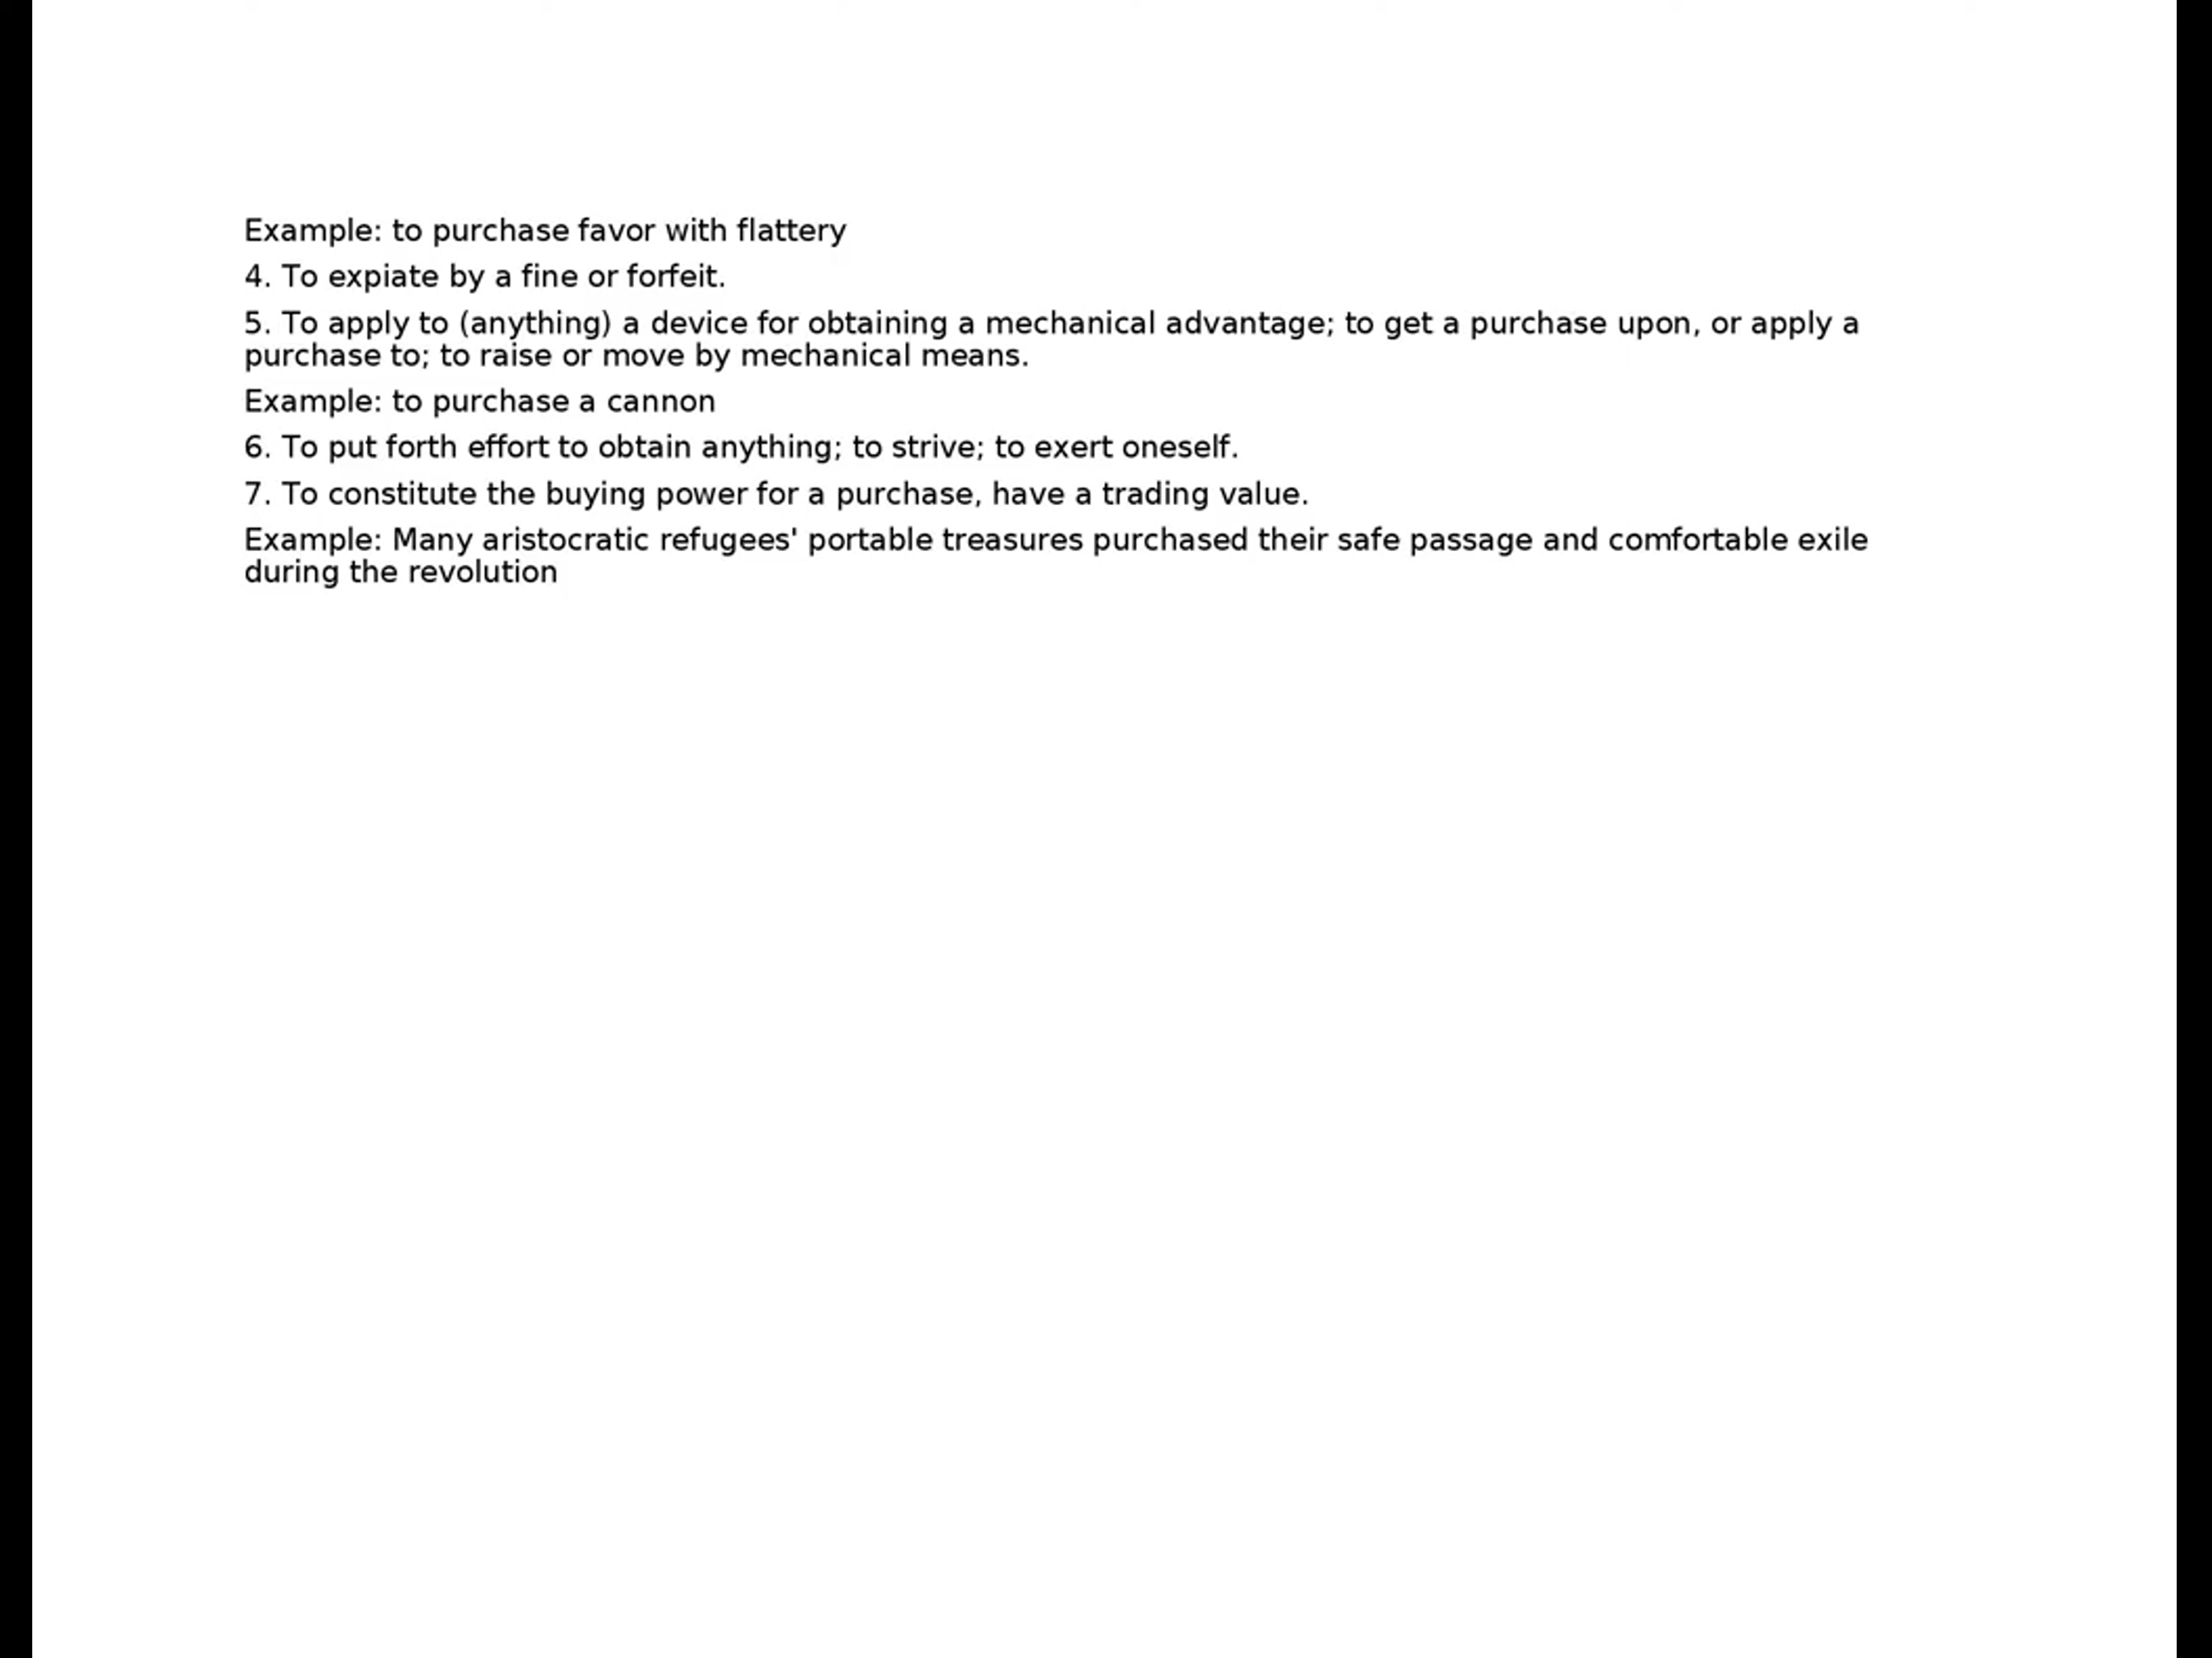 Example: to purchase favor with flattery
4. To expiate by a fine or forfeit.
5. To apply to (anything) a device for obtaining a mechanical advantage; to get a purchase upon, or apply a
purchase to; to raise or move by mechanical means.
Example: to purchase a cannon
6. To put forth effort to obtain anything; to strive; to exert oneself.
7. To constitute the buying power for a purchase, have a trading value.
Example: Many aristocratic refugees' portable treasures purchased their safe passage and comfortable exile
during the revolution